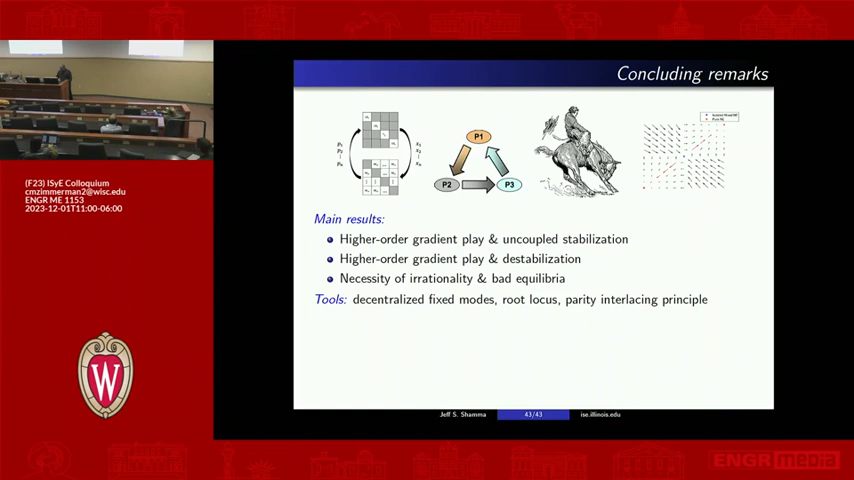 Concluding remarks
P1
P2
P3
Main results:
Higher-order gradient play & uncoupled stabilization
Higher-order gradient play & destabilization
Necessity of irrationality & bad equilibria
Tools: decentralized fixed modes, root locus, parity interlacing principle
Jeff S. Shamma
43/43
ise.illinois.edu
(F23) ISyE Colloquium
cmzimmerman2@wisc.edu
ENGR ME 1153
2023-12-01T11:00-06:00
W
ENGR media